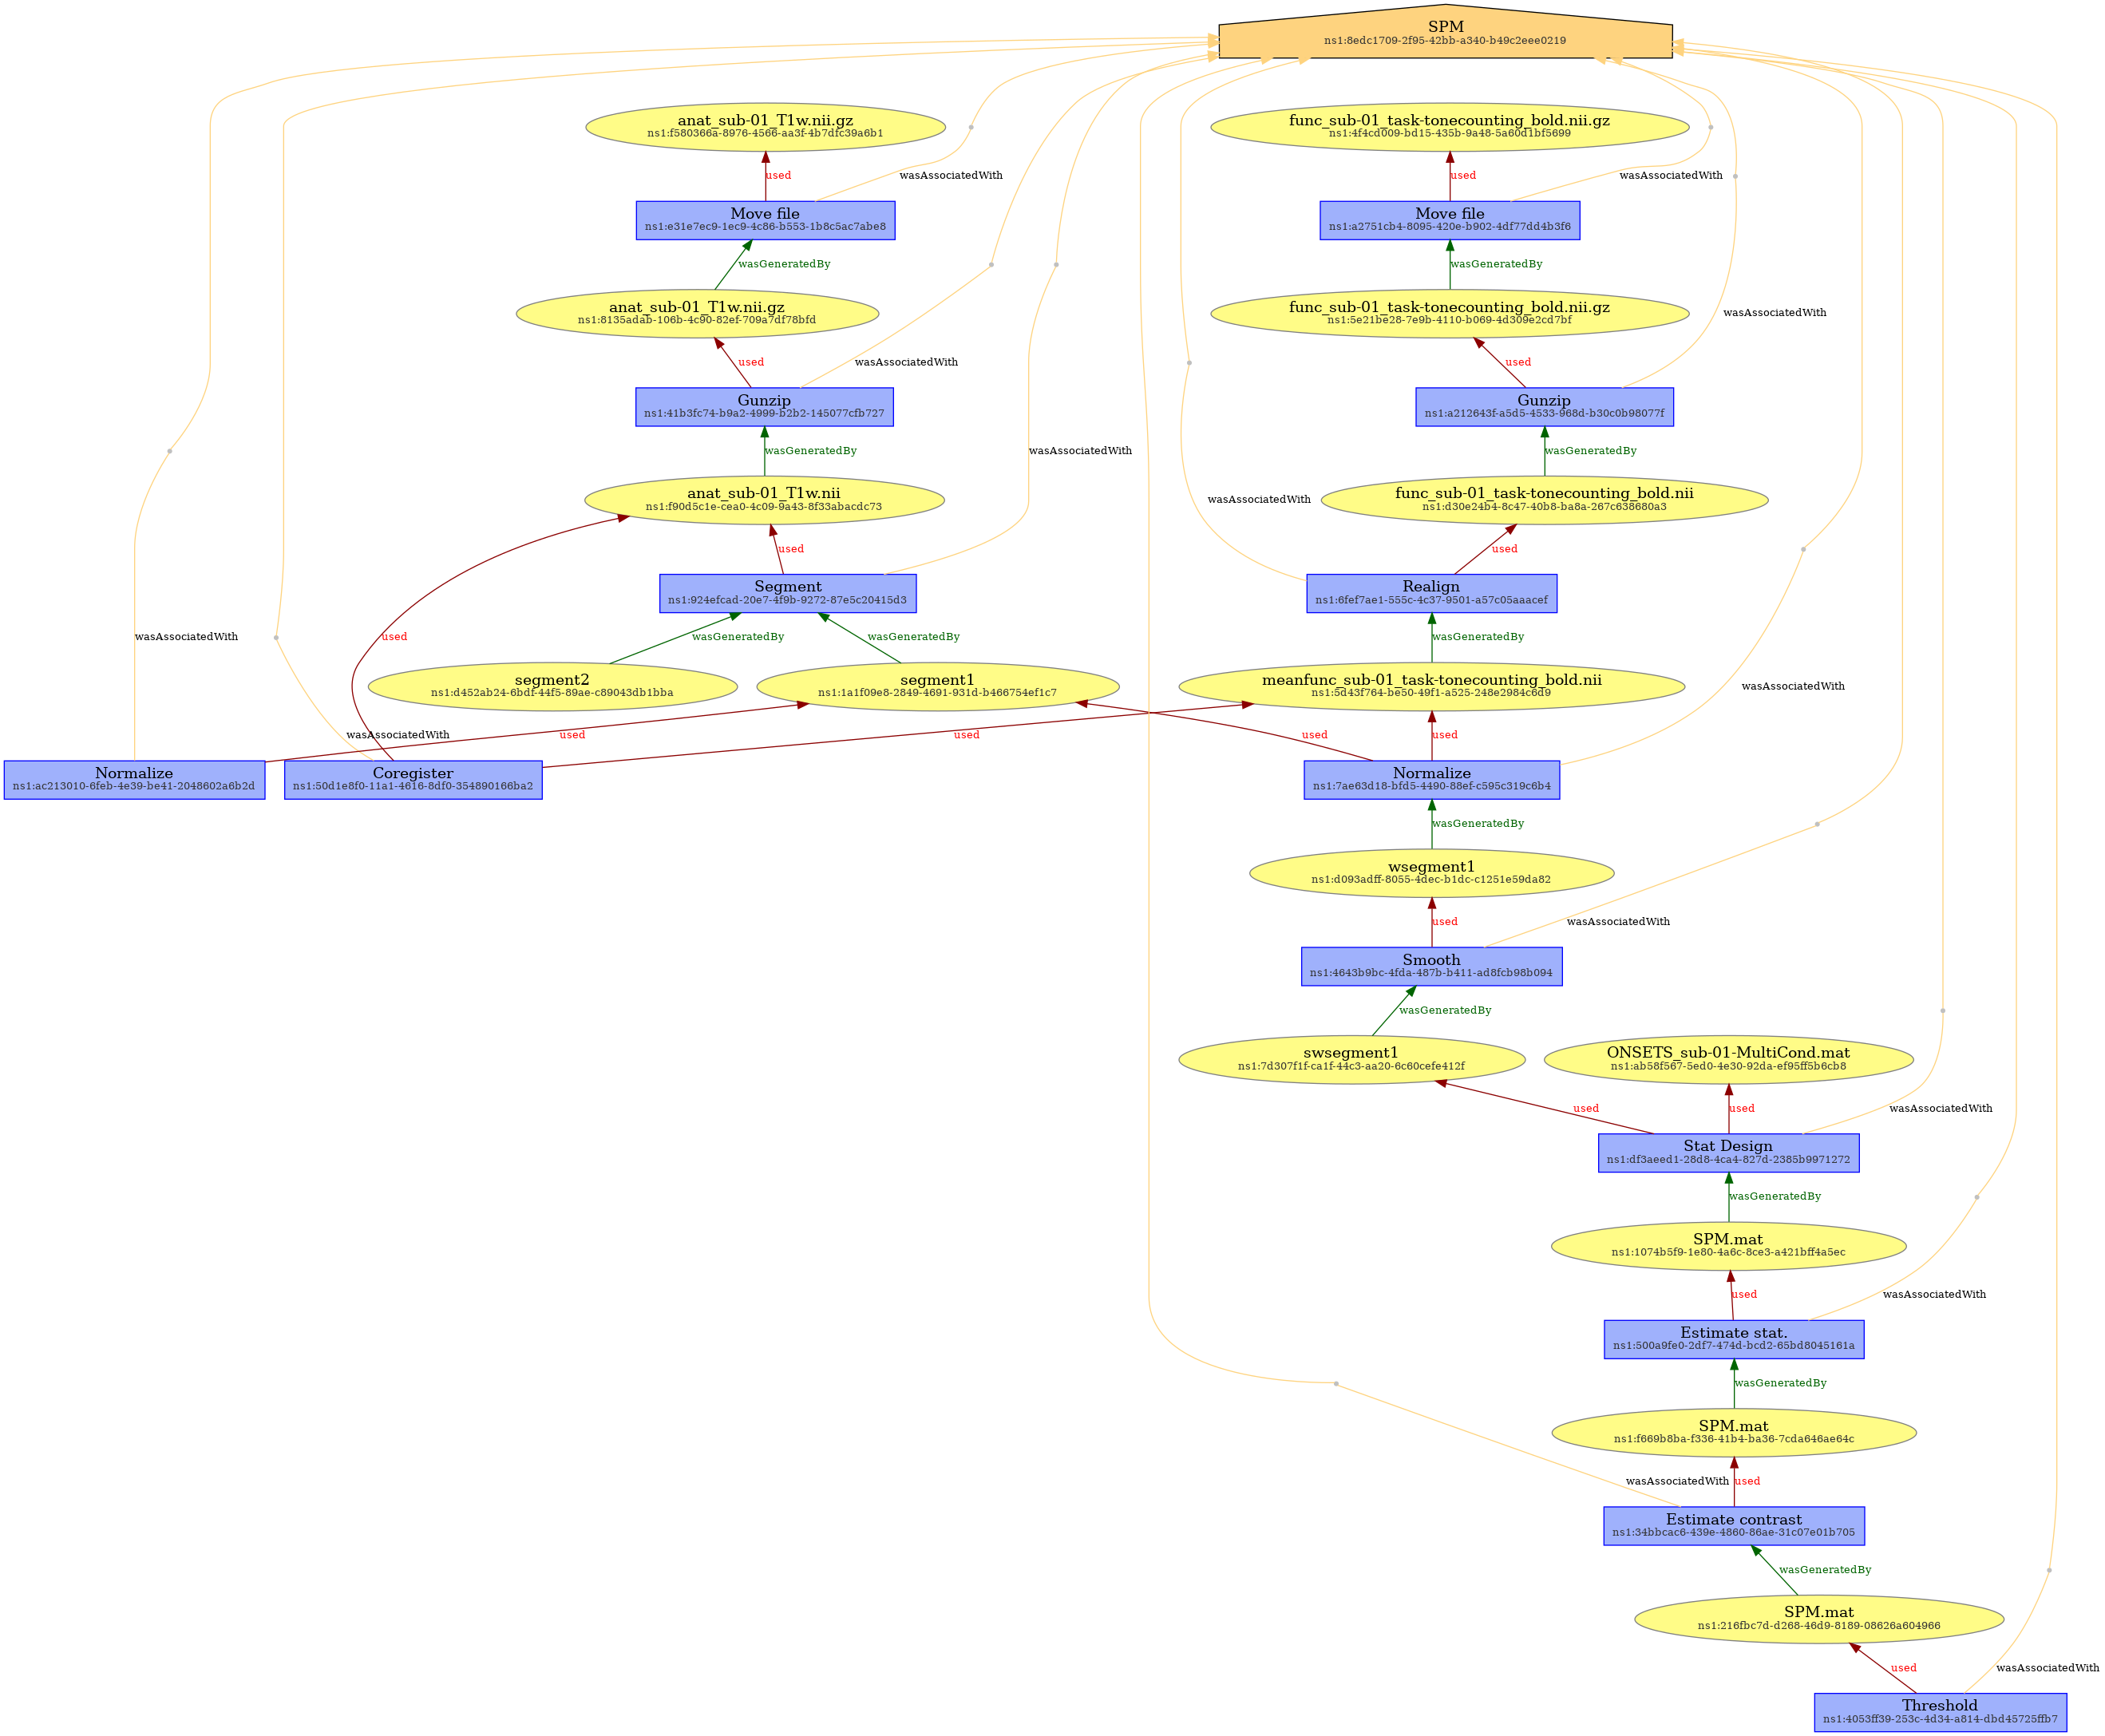 SPM
ns1:8edc1709-2f95-42bb-a340-b49c2eee0219
anat_sub-01_T1w.nii.gz
ns1:f580366a-8976-4566-aa3f-4b7dfc39a6b1
func_sub-01_task-tonecounting_bold.nii.gz
ns1:4f4cd009-bd15-435b-9a48-5a60d1bf5699
used
wasAssociatedWith
used
wasAssociatedWith
Move file
ns1:e31e7ec9-1ec9-4c86-b553-1b8c5ac7abe8
Move file
ns1:a2751cb4-8095-420e-b902-4df77dd4b3f6
wasGeneratedBy
wasGeneratedBy
anat_sub-01_T1w.nii.gz
ns1:8135adab-106b-4c90-82ef-709a7df78bfd
func_sub-01_task-tonecounting_bold.nii.gz
ns1:5e21be28-7e9b-4110-b069-4d309e2cd7bf
wasAssociatedWith
used
wasAssociatedWith
used
Gunzip
ns1:41b3fc74-b9a2-4999-b2b2-145077cfb727
Gunzip
ns1:a212643f-a5d5-4533-968d-b30c0b98077f
wasGeneratedBy
wasAssociatedWith
wasGeneratedBy
anat_sub-01_T1w.nii
ns1:f90d5c1e-cea0-4c09-9a43-8f33abacdc73
wasAssociatedWith
func_sub-01_task-tonecounting_bold.nii
ns1:d30e24b4-8c47-40b8-ba8a-267c638680a3
used
used
Segment
ns1:924efcad-20e7-4f9b-9272-87e5c20415d3
Realign
ns1:6fef7ae1-555c-4c37-9501-a57c05aaacef
wasAssociatedWith
used
wasGeneratedBy
wasGeneratedBy
wasGeneratedBy
segment2
ns1:d452ab24-6bdf-44f5-89ae-c89043db1bba
segment1
ns1:1a1f09e8-2849-4691-931d-b466754ef1c7
meanfunc_sub-01_task-tonecounting_bold.nii
ns1:5d43f764-be50-49f1-a525-248e2984c6d9
wasAssociatedWith
wasAssociatedWith
used
used
used
used
Normalize
ns1:ac213010-6feb-4e39-be41-2048602a6b2d
Coregister
ns1:50d1e8f0-11a1-4616-8df0-354890166ba2
Normalize
ns1:7ae63d18-bfd5-4490-88ef-c595c319c6b4
wasGeneratedBy
wsegment1
ns1:d093adff-8055-4dec-b1dc-c1251e59da82
used
wasAssociatedWith
Smooth
ns1:4643b9bc-4fda-487b-b411-ad8fcb98b094
wasGeneratedBy
swsegment1
ns1:7d307f1f-ca1f-44c3-aa20-6c60cefe412f
ONSETS_sub-01-MultiCond.mat
ns1:ab58f567-5ed0-4e30-92da-ef95ff5b6cb8
used
used
wasAssociatedWith
Stat Design
ns1:df3aeed1-28d8-4ca4-827d-2385b9971272
wasGeneratedBy
SPM.mat
ns1:1074b5f9-1e80-4a6c-8ce3-a421bff4a5ec
used
wasAssociatedWith
Estimate stat.
ns1:500a9fe0-2df7-474d-bcd2-65bd8045161a
wasGeneratedBy
SPM.mat
ns1:f669b8ba-f336-41b4-ba36-7cda646ae64c
wasAssociatedWith
used
Estimate contrast
ns1:34bbcac6-439e-4860-86ae-31c07e01b705
wasGeneratedBy
SPM.mat
ns1:216fbc7d-d268-46d9-8189-08626a604966
used
wasAssociatedWith
Threshold
ns1:4053ff39-253c-4d34-a814-dbd45725ffb7